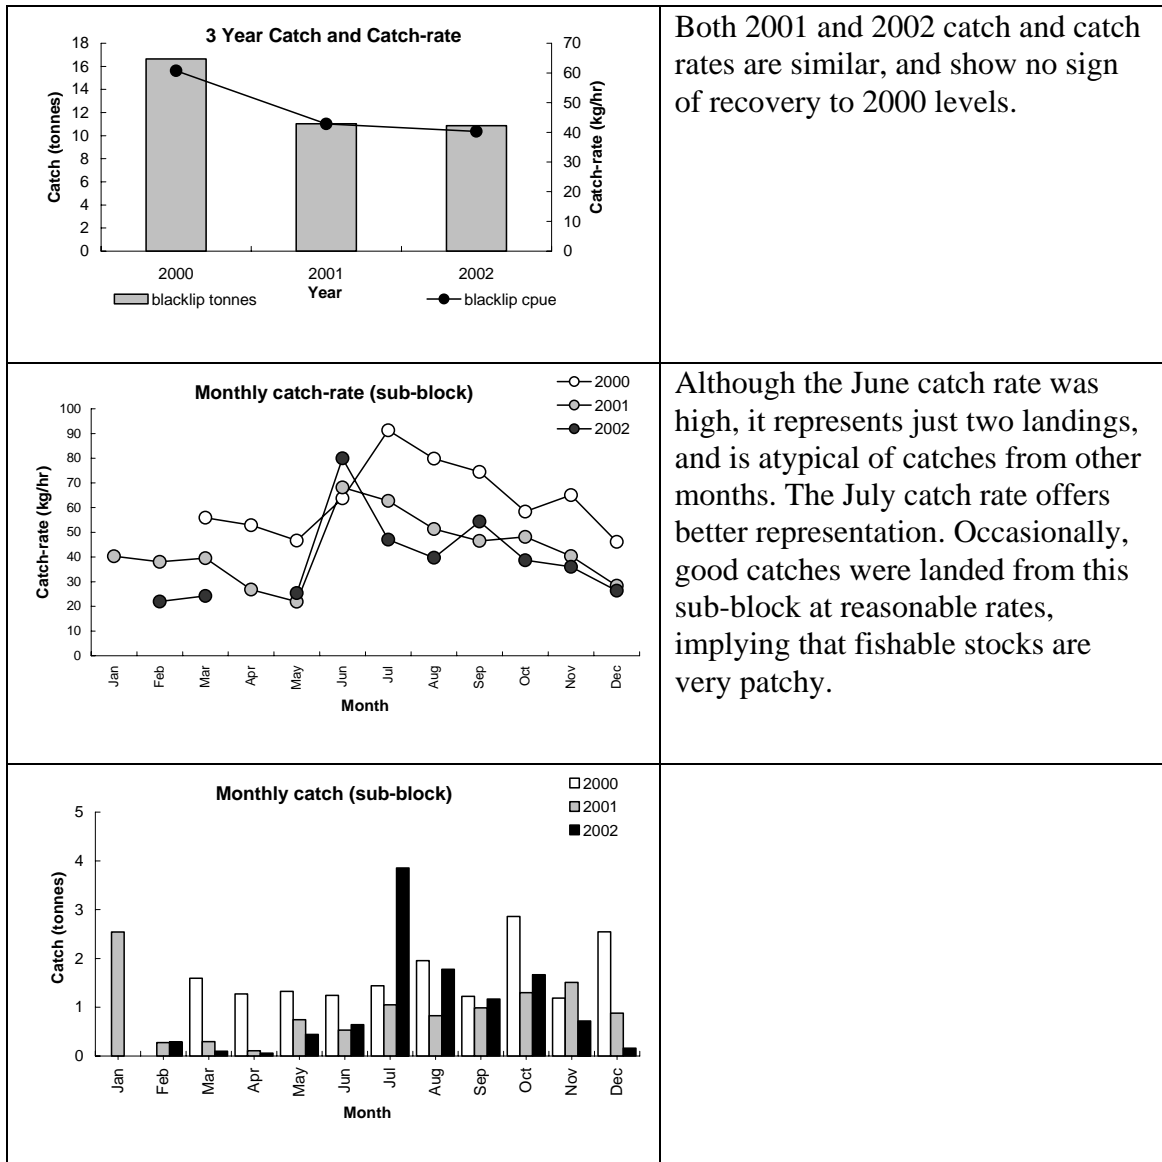 3 Year Catch and Catch-rate
18
16
14
12
10
8
6
4
2
0
Catch (tonnes)
70
60
50
40
30
20
10
0
Catch-rate (kg/hr)
2000 2001 2002
Year
blacklip tonnes blacklip cpue
Both 2001 and 2002 catch and catch
rates are similar, and show no sign
of recovery to 2000 levels.
Monthly catch-rate (sub-block)
2000
2001
2002
100
90
80
70
60
50
40
30
20
10
0
Catch-rate (kg/hr)
Jan Feb Mar Apr May Jun Jul Aug Sep Oct Nov Dec
Month
Although the June catch rate was
high, it represents just two landings,
and is atypical of catches from other
months. The July catch rate offers
better representation. Occasionally,
good catches were landed from this
sub-block at reasonable rates,
implying that fishable stocks are
very patchy.
Monthly catch (sub-block)
2000
2001
2002
5
4
3
2
1
0
Catch (tonnes)
Jan Feb Mar Apr May Jun Jul Aug Sep Oct Nov Dec
Month